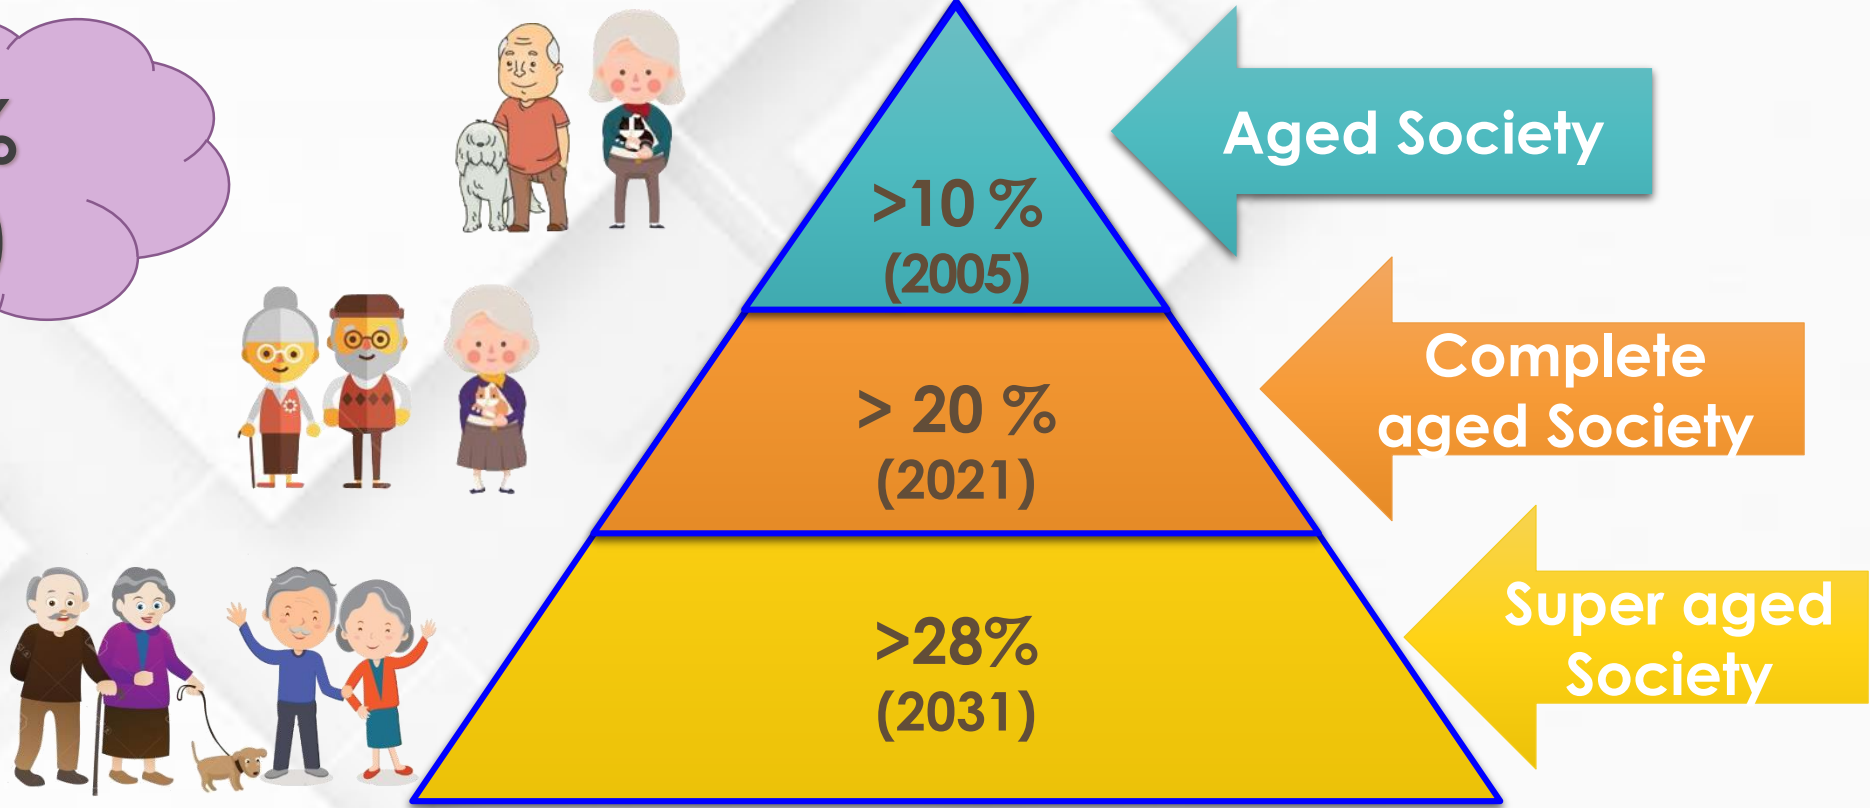 %
)
>10 %
(2005)
Aged Society
> 20 %
(2021)
Complete
aged Society
>28%
(2031)
Super aged
Society